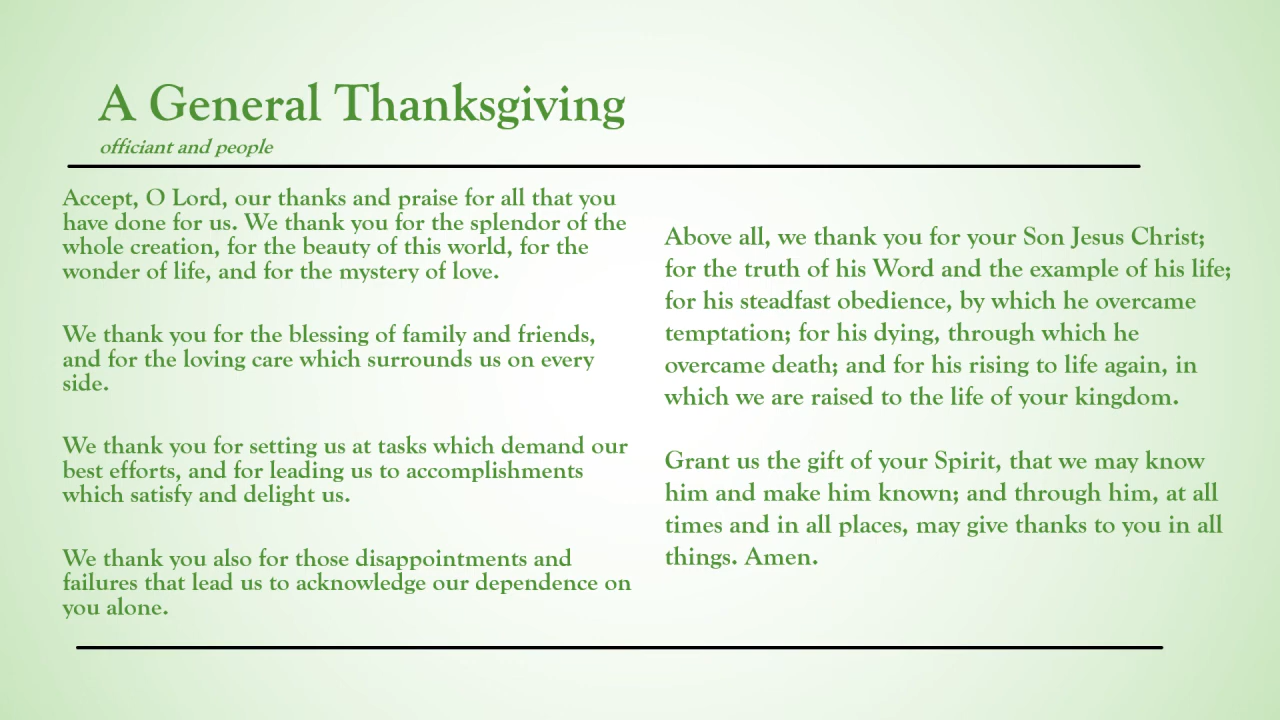 A General Thanksgiving
officiant and people
Accept, O Lord, our thanks and praise for all that you
have done for us. We thank you for the splendor of the
whole creation, for the beauty of this world, for the
wonder of life, and for the mystery of love.
We thank you for the blessing of family and friends,
and for the loving care which surrounds us on every
side.
We thank you for setting us at tasks which demand our
best efforts, and for leading us to accomplishments
which satisfy and delight us.
We thank you also for those disappointments and
failures that lead us to acknowledge our dependence on
you alone.
Above all, we thank you for your Son Jesus Christ;
for the truth of his Word and the example of his life;
for his steadfast obedience, by which he overcame
temptation; for his dying, through which he
overcame death; and for his rising to life again, in
which we are raised to the life of your kingdom.
Grant us the gift of your Spirit, that we may know
him and make him known; and through him, at all
times and in all places, may give thanks to you in all
things. Amen.